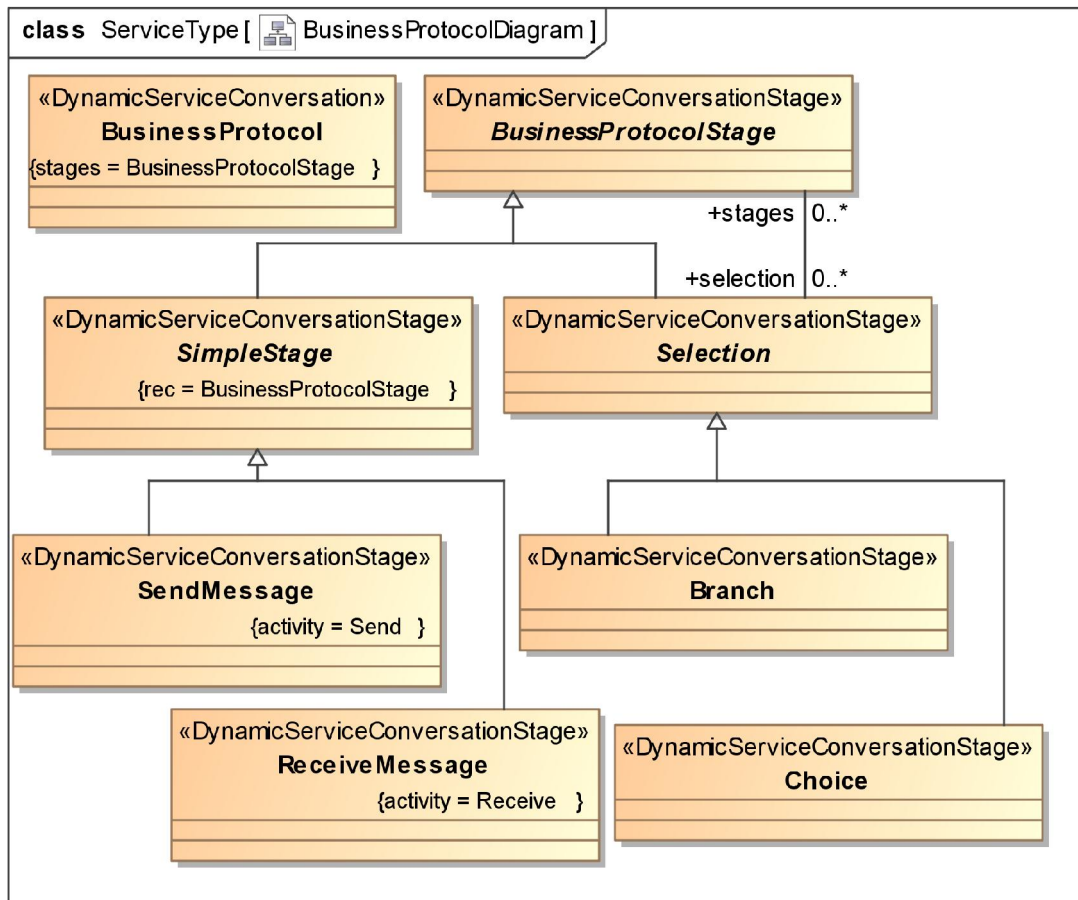 class ServiceType [ BusinessProtocolDiagram ]
«DynamicServiceConversation»
BusinessProtocol
{stages = BusinessProtocolStage }
«DynamicServiceConversationStage»
BusinessProtocolStage
+stages 0..*
+selection 0..*
«DynamicServiceConversationStage»
SimpleStage
{rec = BusinessProtocolStage }
«DynamicServiceConversationStage»
Selection
«DynamicServiceConversationStage»
SendMessage
{activity = Send }
«DynamicServiceConversationStage»
Branch
«DynamicServiceConversationStage»
ReceiveMessage
{activity = Receive }
«DynamicServiceConversationStage»
Choice